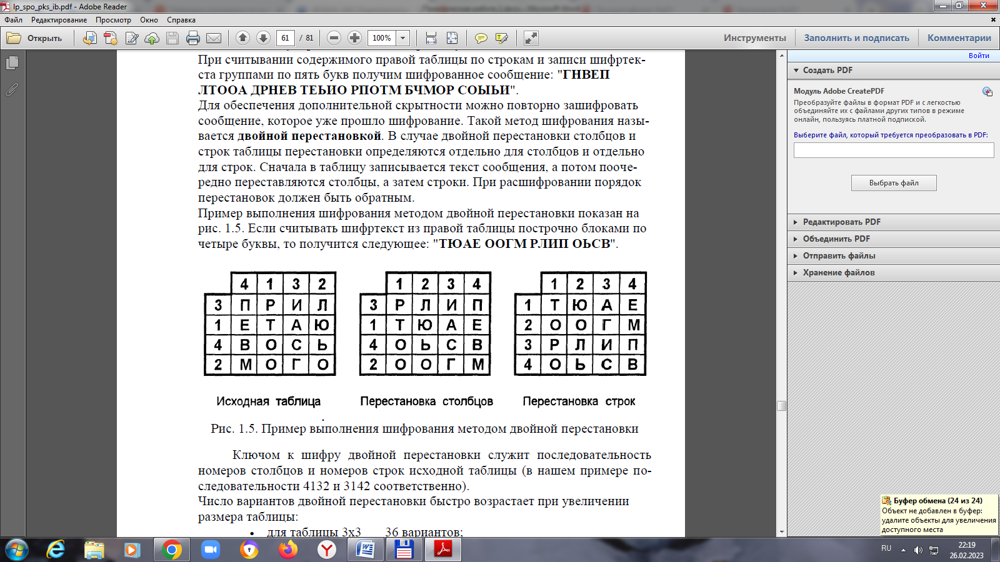 lp_spo_pks_ib.pdf - Adobe Reader
Файл Редактирование Просмотр Окно Справка
Открыть 61 / 81 100% Инструменты Заполнить и подписать Комментарии
При считывании содержимого правой таблицы по строкам и записи шифртек-
ста группами по пять букв получим шифрованное сообщение: "ГНВЕП
ЛТООА ДРНЕВ ТЕЬИО РПОТМ БЧМОР СОЫЬИ".
Для обеспечения дополнительной скрытности можно повторно зашифровать
сообщение, которое уже прошло шифрование. Такой метод шифрования назы-
вается двойной перестановкой. В случае двойной перестановки столбцов и
строк таблицы перестановки определяются отдельно для столбцов и отдельно
для строк. Сначала в таблицу записывается текст сообщения, а потом пооче-
редно переставляются столбцы, а затем строки. При расшифровании порядок
перестановок должен быть обратным.
Пример выполнения шифрования методом двойной перестановки показан на
рис. 1.5. Если считывать шифртекст из правой таблицы построчно блоками по
четыре буквы, то получится следующее: "ТЮАЕ ООГМ РЛИП ОЬСВ".
4 1 3 2
3 П Р И Л
1 Е Т А Ю
4 В О С Ь
2 М О Г О
Исходная таблица
1 2 3 4
3 Р Л И П
1 Т Ю А Е
4 О Ь С В
2 О О Г М
Перестановка столбцов
1 2 3 4
1 Т Ю А Е
2 О О Г М
3 Р Л И П
4 О Ь С В
Перестановка строк
Рис. 1.5. Пример выполнения шифрования методом двойной перестановки
Ключом к шифру двойной перестановки служит последовательность
номеров столбцов и номеров строк исходной таблицы (в нашем примере по-
следовательности 4132 и 3142 соответственно).
Число вариантов двойной перестановки быстро возрастает при увеличении
размера таблицы:
• для таблицы 3х3 36 вариантов;
Войти
Создать PDF
Модуль Adobe CreatePDF
Преобразуйте файлы в формат PDF и с легкостью
объединяйте их с файлами других типов в режиме
онлайн, пользуясь платной подпиской.
Выберите файл, который требуется преобразовать в PDF:
Выбрать файл
Редактировать PDF
Объединить PDF
Отправить файлы
Хранение файлов
Буфер обмена (24 из 24)
Объект не добавлен в буфер:
удалите объекты для увеличения
доступного места
RU
22:19
26.02.2023